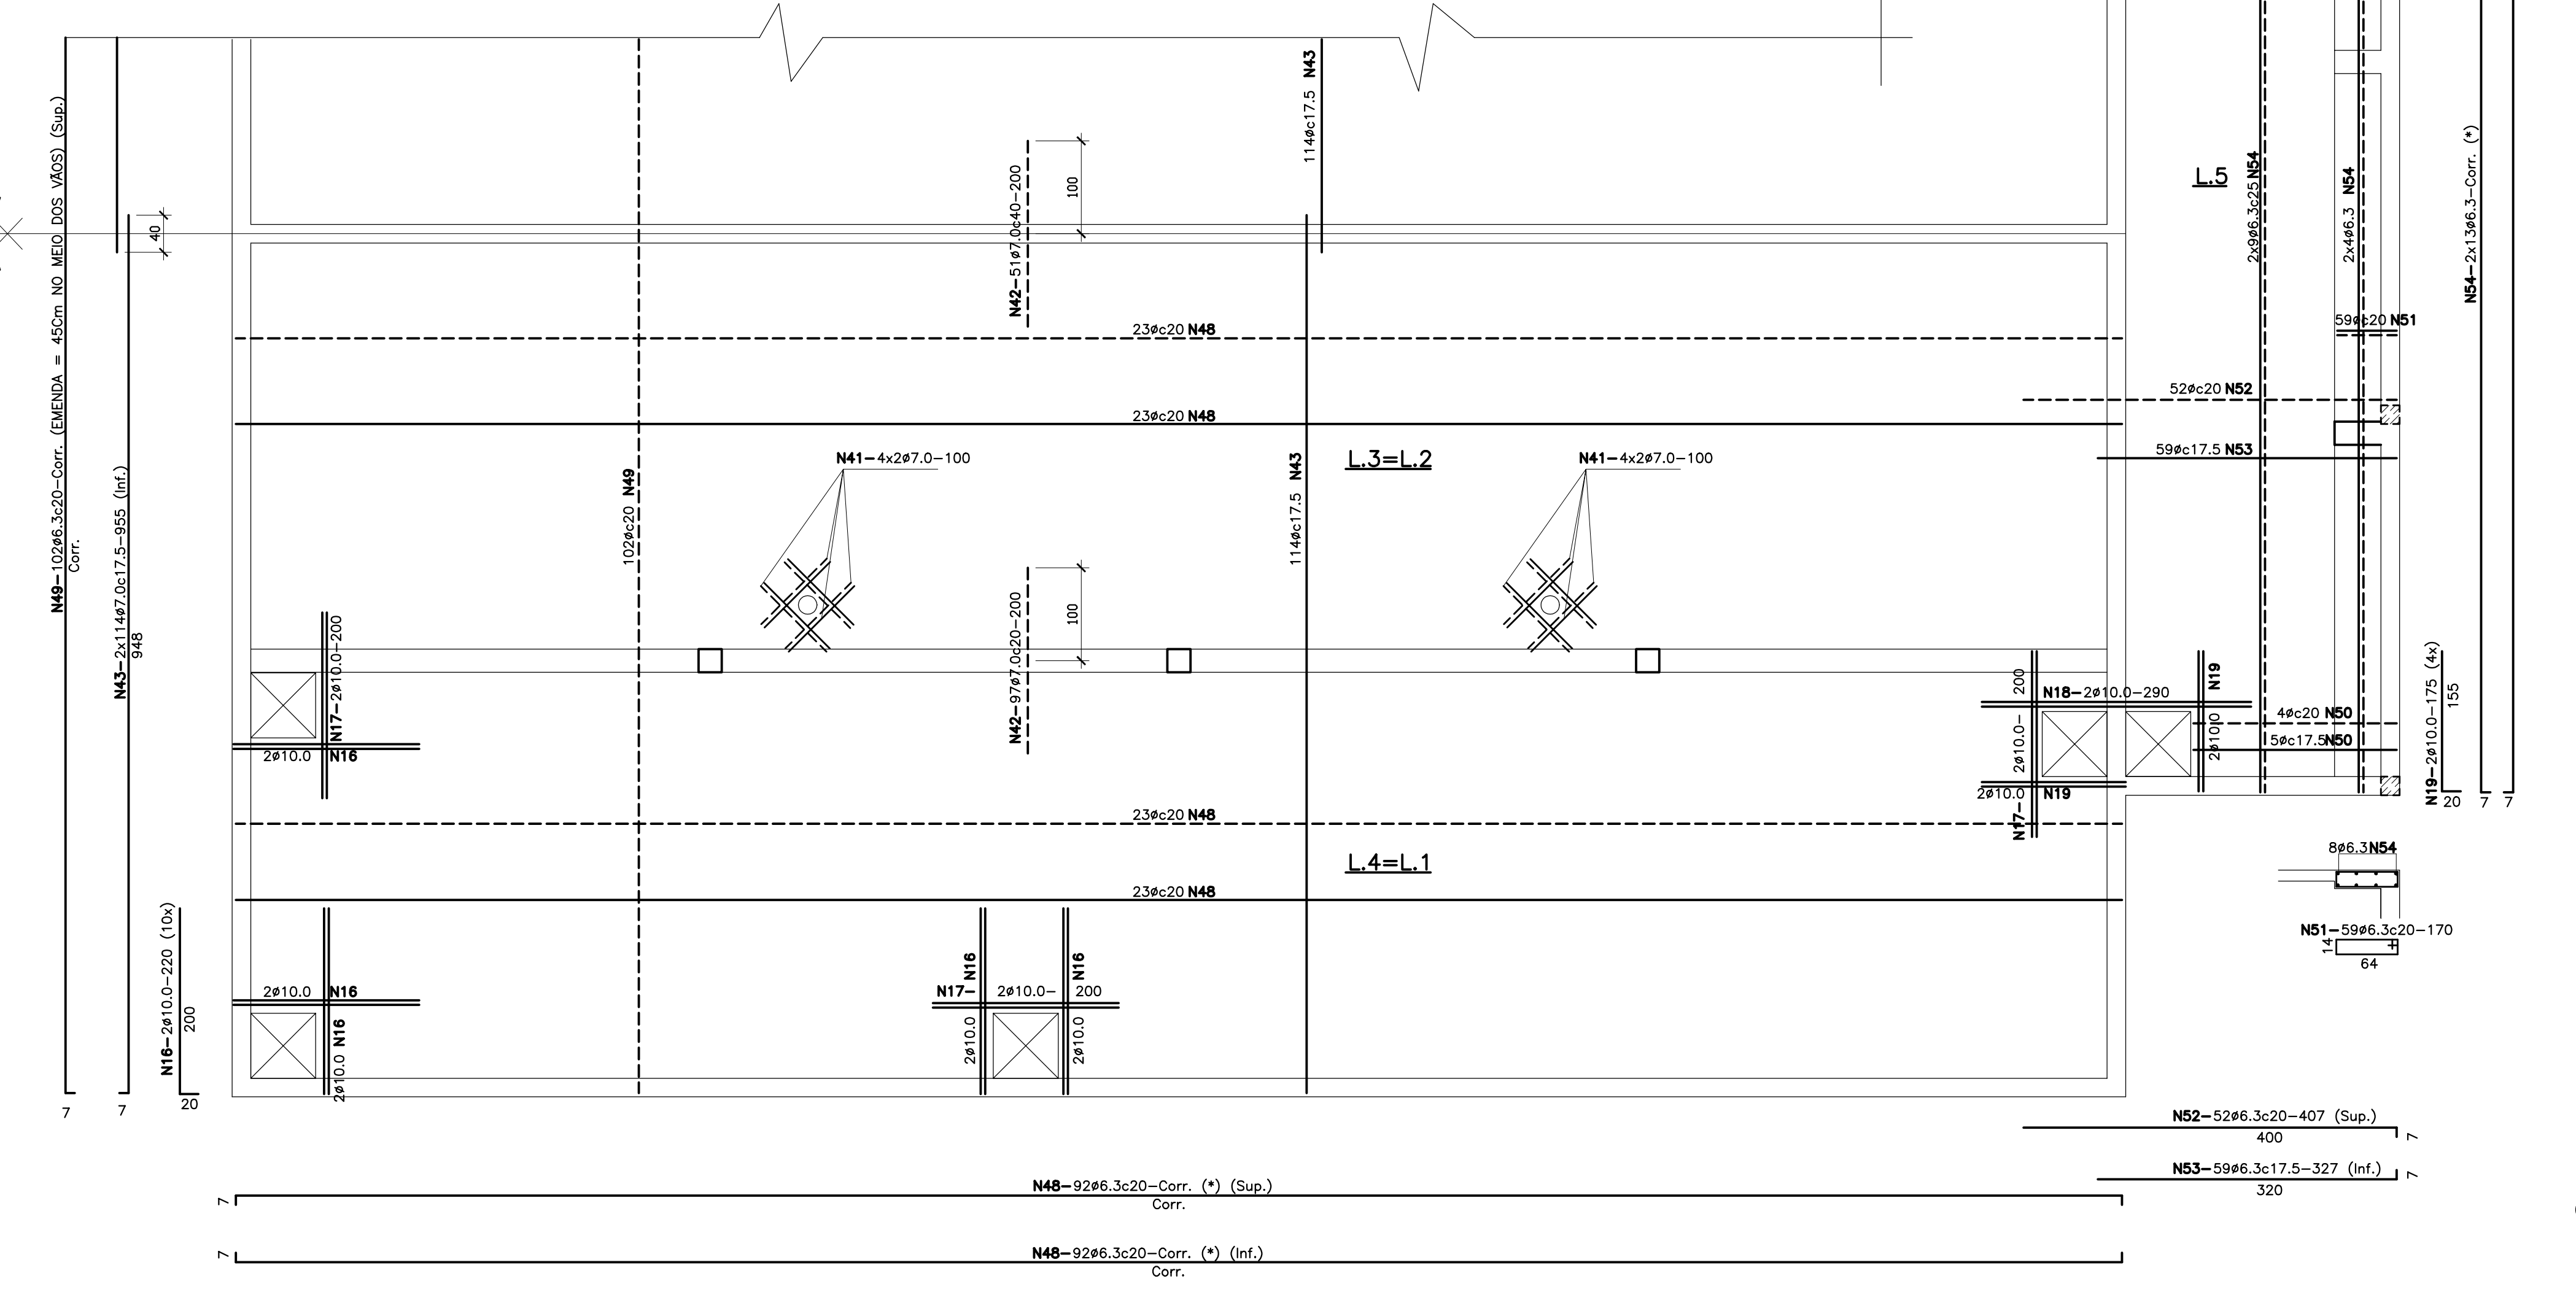 N49-102ø6.3c20-Corr. (EMENDA = 45Cm NO MEIO DOS VÃOS) (Sup.)
Corr.
7
N43-2x114ø7.0c17.5-955 (Inf.)
948
7
40
N16-2ø10.0-220 (10x)
200
20
102øc20 N49
N42-51ø7.0c40-200
100
114øc17.5 N43
23øc20 N48
23øc20 N48
N41-4x2ø7.0-100
114øc17.5 N43
L.3=L.2
N41-4x2ø7.0-100
N17-2ø10.0-200
2ø10.0 N16
N42-97ø7.0c20-200
100
23øc20 N48
L.4=L.1
23øc20 N48
2ø10.0 N16
2ø10.0 N16
N17- 2ø10.0- 200
2ø10.0 N16
2ø10.0 N16
N17- 2ø10.0- 200
N18-2ø10.0-290
2ø10.0 N19
2ø10.0 N19
4øc20 N50
5øc17.5 N50
L.5
2x9ø6.3c25 N54
2x4ø6.3 N54
59øc20 N51
52øc20 N52
59øc17.5 N53
N54-2x13ø6.3-Corr. (*)
7
7
N19-2ø10.0-175 (4x)
155
20
8ø6.3 N54
N51-59ø6.3c20-170
14
64
N52-52ø6.3c20-407 (Sup.)
400
7
N53-59ø6.3c17.5-327 (Inf.)
320
7
N48-92ø6.3c20-Corr. (*) (Sup.)
7
Corr.
N48-92ø6.3c20-Corr. (*) (Inf.)
7
Corr.